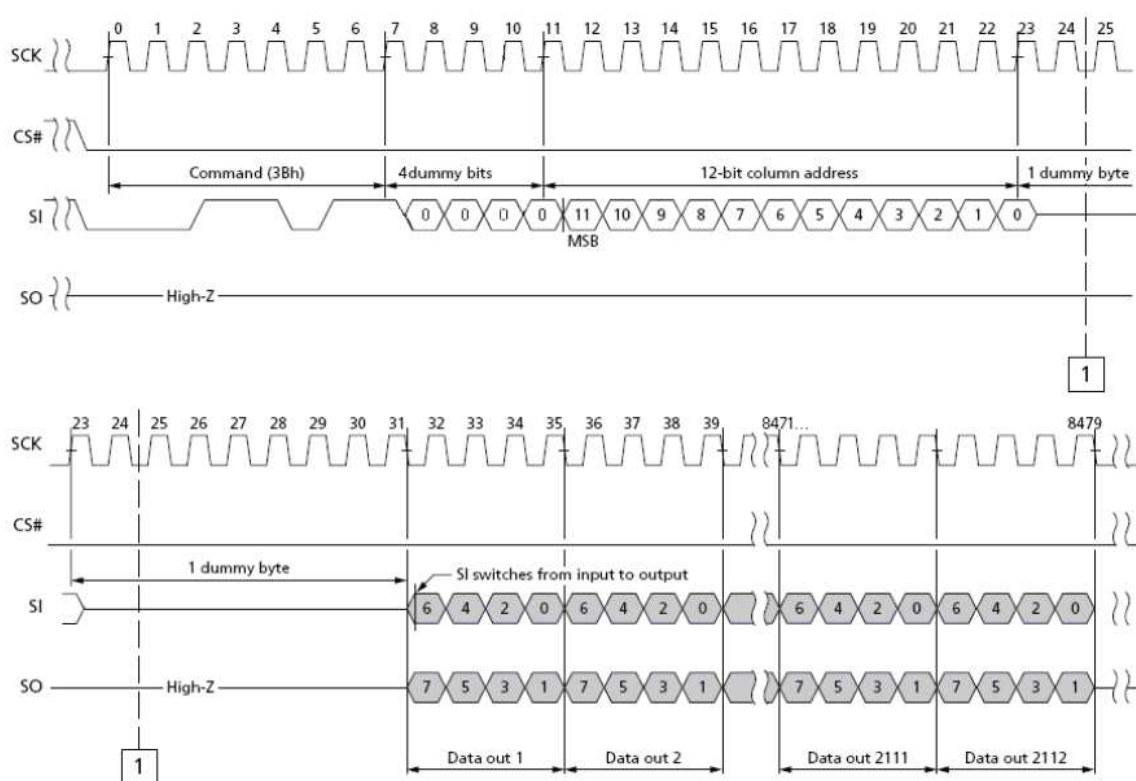 0 1 2 3 4 5 6 7 8 9 10 11 12 13 14 15 16 17 18 19 20 21 22 23 24 25
SCK
CS#
Command (3Bh) 4dummy bits 12-bit column address 1 dummy byte
SI 0 0 0 0 11 10 9 8 7 6 5 4 3 2 1 0
MSB
SO High-Z
1
23 24 25 26 27 28 29 30 31 32 33 34 35 36 37 38 39 8471... 8479
SCK
CS#
1 dummy byte SI switches from input to output
SI 6 4 2 0 6 4 2 0 6 4 2 0 6 4 2 0
SO High-Z 7 5 3 1 7 5 3 1 7 5 3 1 7 5 3 1
Data out 1 Data out 2 Data out 2111 Data out 2112
1